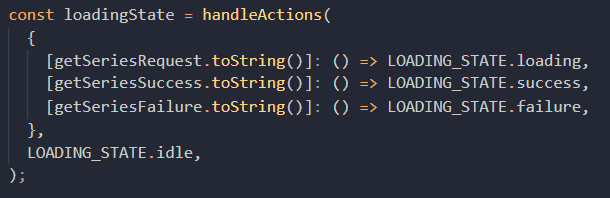 const loadingState = handleActions(
  {
    [getSeriesRequest.toString()]: () => LOADING_STATE.loading,
    [getSeriesSuccess.toString()]: () => LOADING_STATE.success,
    [getSeriesFailure.toString()]: () => LOADING_STATE.failure,
  },
  LOADING_STATE.idle,
);